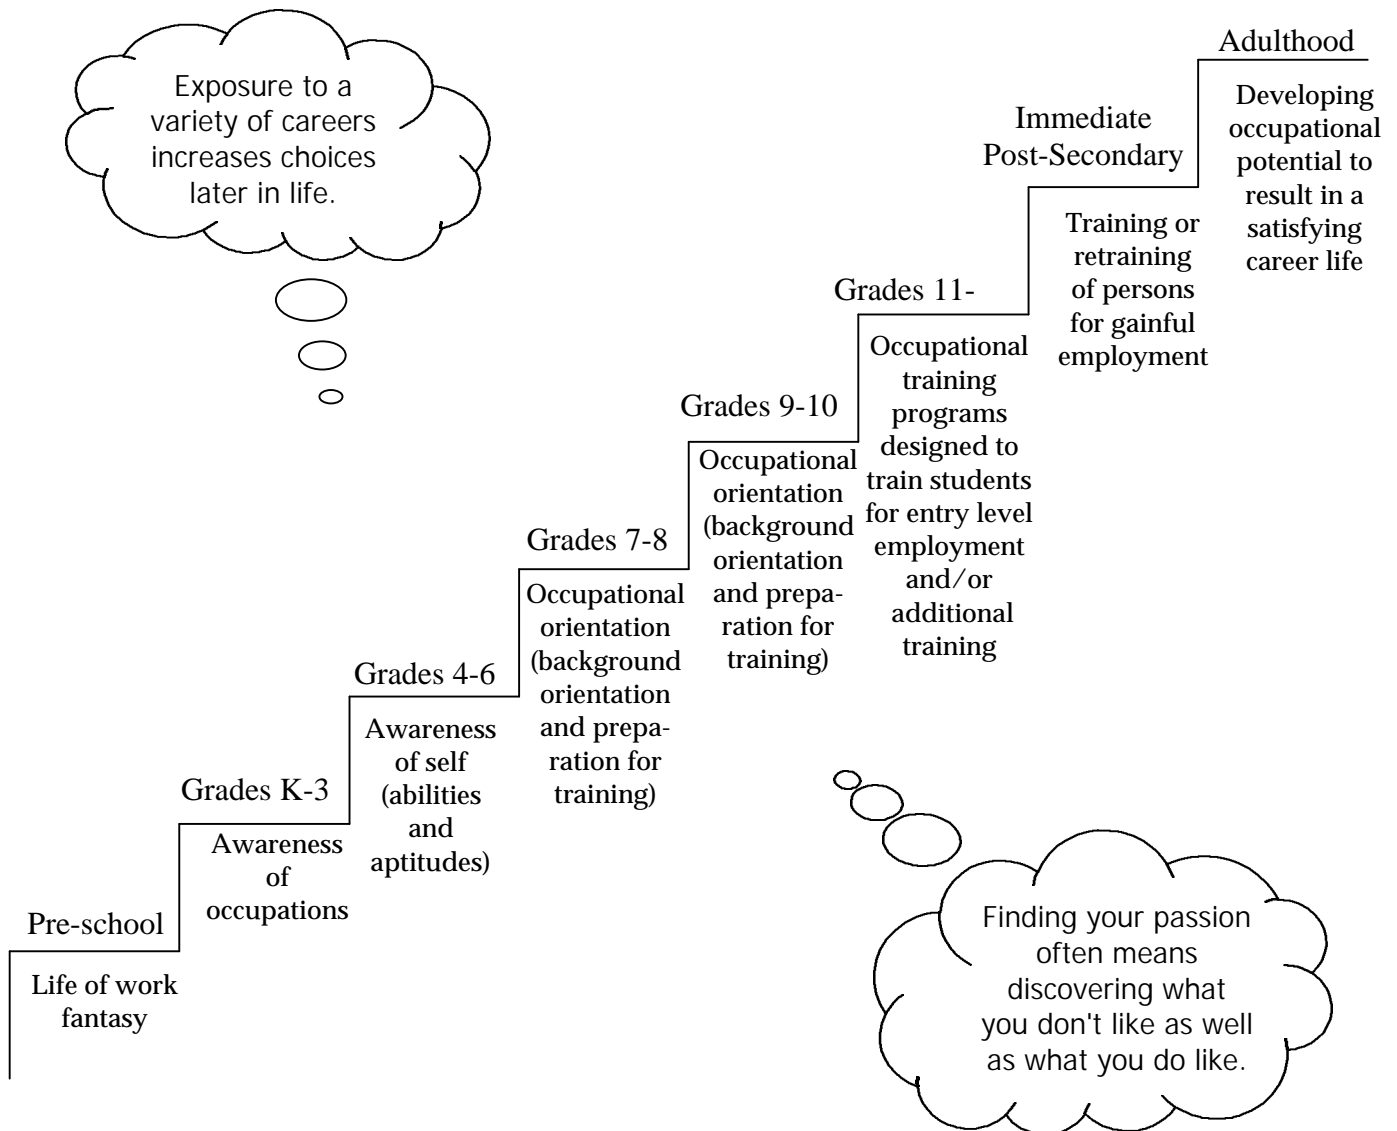 Exposure to a
variety of careers
increases choices
later in life.
Adulthood
Developing
occupational
potential to
result in a
satisfying
career life
Immediate
Post-Secondary
Training or
retraining
of persons
for gainful
employment
Grades 11-
Occupational
training
programs
designed to
train students
for entry level
employment
and/or
additional
training
Grades 9-10
Occupational
orientation
(background
orientation
and prepa-
ration for
training)
Grades 7-8
Occupational
orientation
(background
orientation
and prepa-
ration for
training)
Grades 4-6
Awareness
of self
(abilities
and
aptitudes)
Grades K-3
Awareness
of
occupations
Pre-school
Life of work
fantasy
Finding your passion
often means
discovering what
you don't like as well
as what you do like.